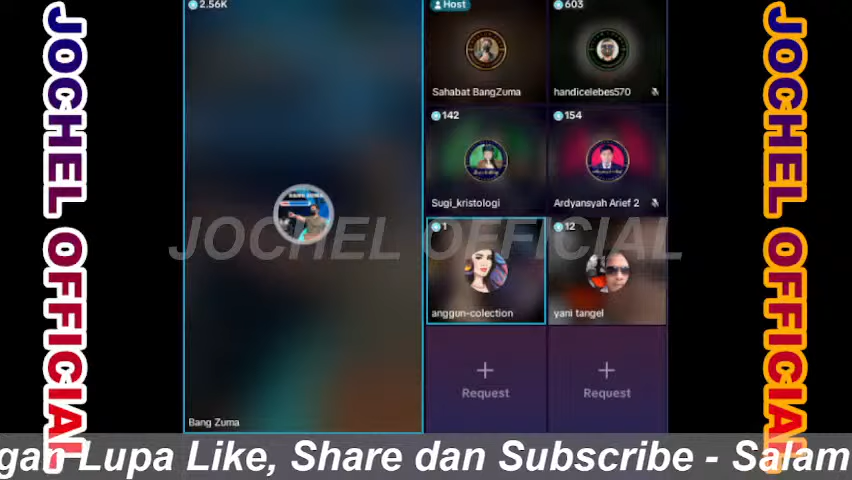 JOCHEL OFFICIAL
2.56K
Bang Zuma
Host
Sahabat BangZuma
603
handicelebes570
142
Sugi_kristologi
154
Ardyansyah Arief 2
1
anggun-colection
12
yani tangel
Request
Request
JOCHEL OFFICIAL
JOCHEL OFFICIAL
gan Lupa Like, Share dan Subscribe - Salam